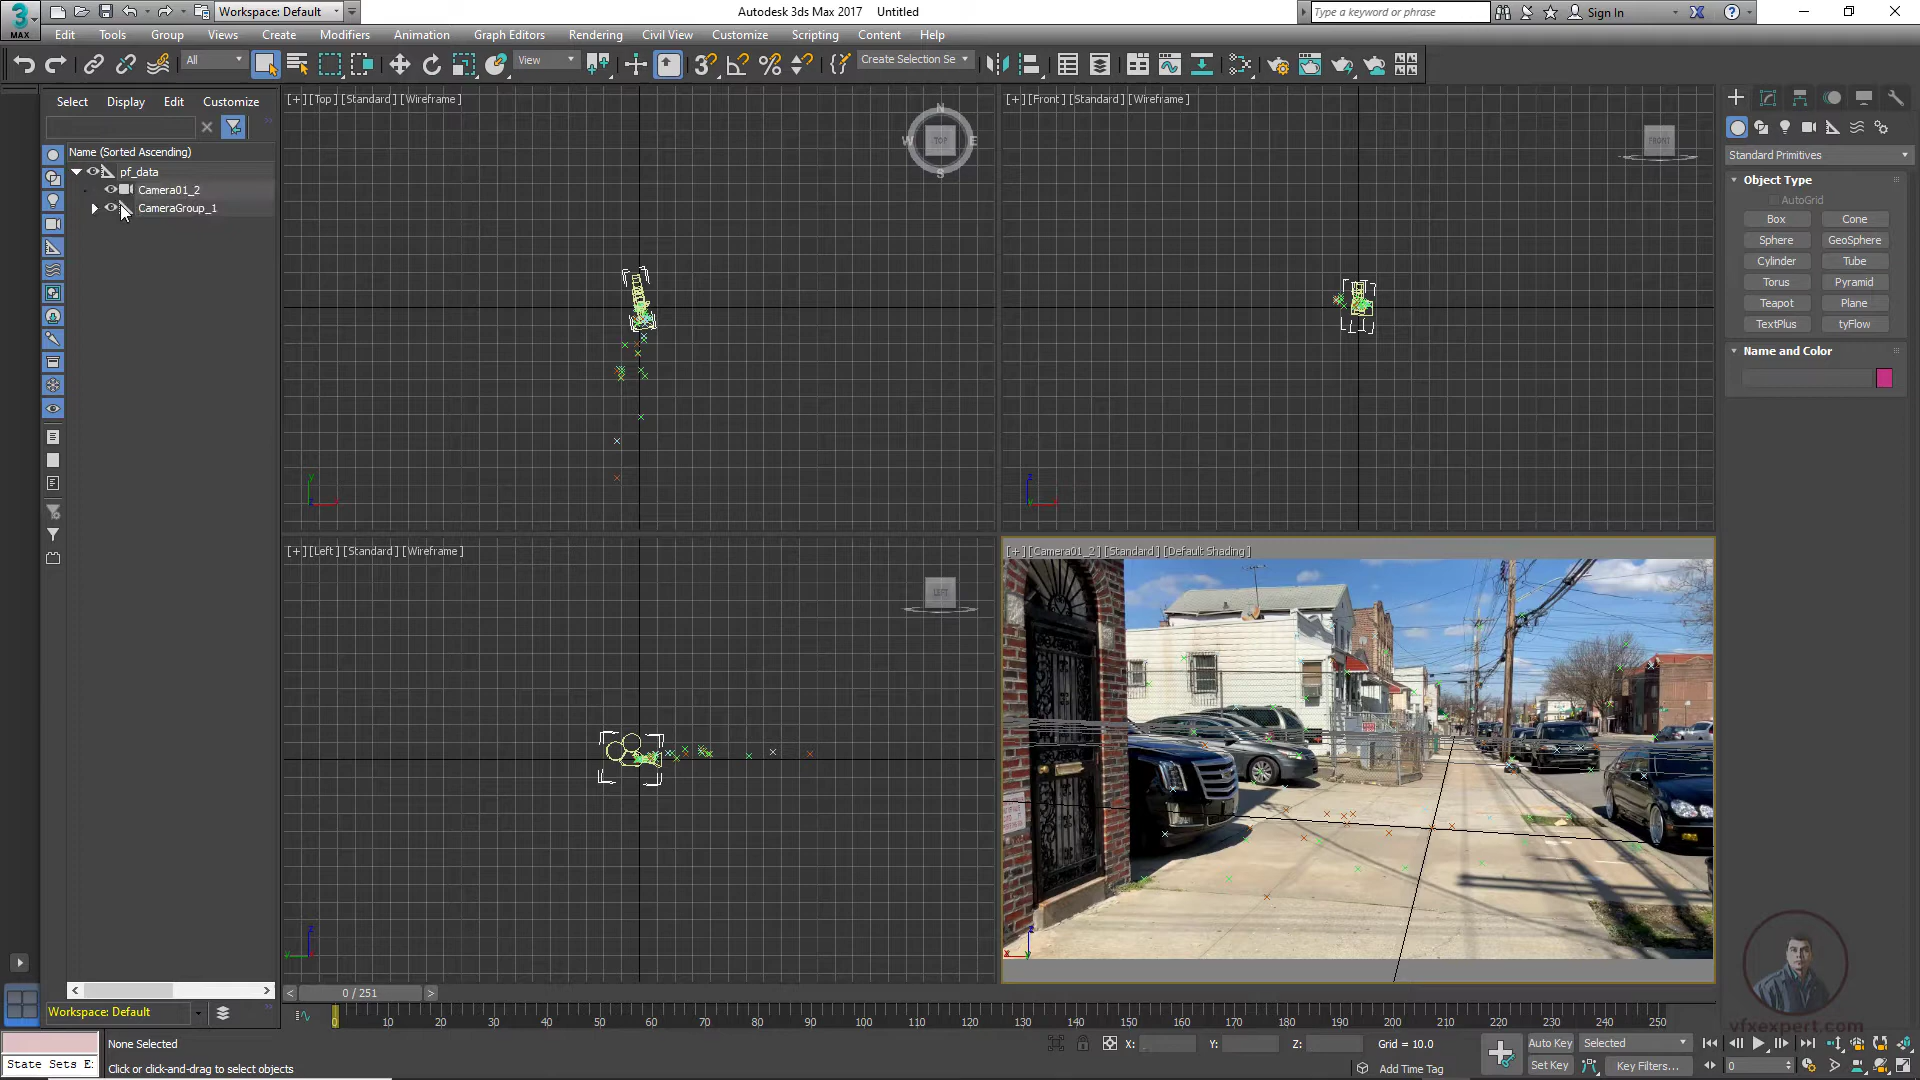 3
MAX
Workspace: Default
Autodesk 3ds Max 2017 Untitled
Type a keyword or phrase
Sign In
Edit Tools Group Views Create Modifiers Animation Graph Editors Rendering Civil View Customize Scripting Content Help
All
View
Create Selection Se
Select Display Edit Customize
Name (Sorted Ascending)
pf_data
Camera01_2
CameraGroup_1
[+] [Top] [Standard] [Wireframe]
N
W TOP E
S
[+] [Front] [Standard] [Wireframe]
FRONT
[+] [Left] [Standard] [Wireframe]
LEFT
[+] [Camera01_2] [Standard] [Default Shading]
Standard Primitives
Object Type
AutoGrid
Box Cone
Sphere GeoSphere
Cylinder Tube
Torus Pyramid
Teapot Plane
TextPlus tyFlow
Name and Color
vfxexpert.com
0 / 251
Workspace: Default
0 10 20 30 40 50 60 70 80 90 100 110 120 130 140 150 160 170 180 190 200 210 220 230 240 250
None Selected
State Sets E:
Click or click-and-drag to select objects
X: Y: Z: Grid = 10.0
Add Time Tag
Auto Key Selected
Set Key Key Filters...
0